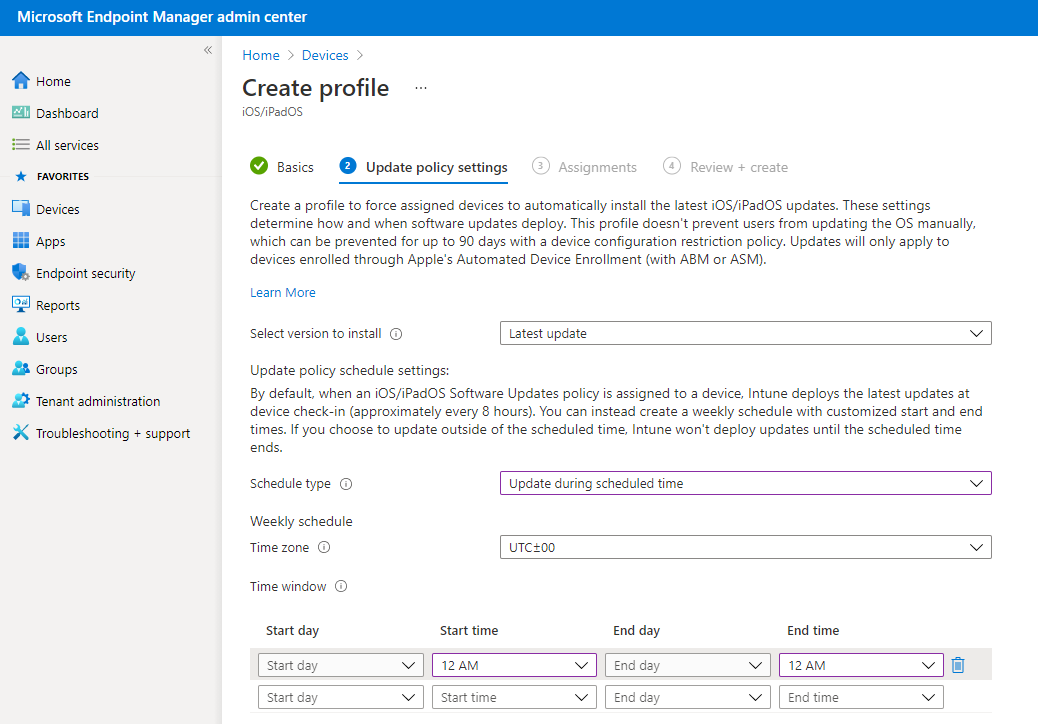 Microsoft Endpoint Manager admin center
«
Home
Dashboard
All services
FAVORITES
Devices
Apps
Endpoint security
Reports
Users
Groups
Tenant administration
Troubleshooting + support
Home > Devices >
Create profile ...
iOS/iPadOS
Basics 2 Update policy settings 3 Assignments 4 Review + create
Create a profile to force assigned devices to automatically install the latest iOS/iPadOS updates. These settings
determine how and when software updates deploy. This profile doesn't prevent users from updating the OS manually,
which can be prevented for up to 90 days with a device configuration restriction policy. Updates will only apply to
devices enrolled through Apple's Automated Device Enrollment (with ABM or ASM).
Learn More
Select version to install Latest update
Update policy schedule settings:
By default, when an iOS/iPadOS Software Updates policy is assigned to a device, Intune deploys the latest updates at
device check-in (approximately every 8 hours). You can instead create a weekly schedule with customized start and end
times. If you choose to update outside of the scheduled time, Intune won't deploy updates until the scheduled time
ends.
Schedule type Update during scheduled time
Weekly schedule
Time zone UTC±00
Time window
Start day Start time End day End time
Start day 12 AM End day 12 AM
Start day Start time End day End time